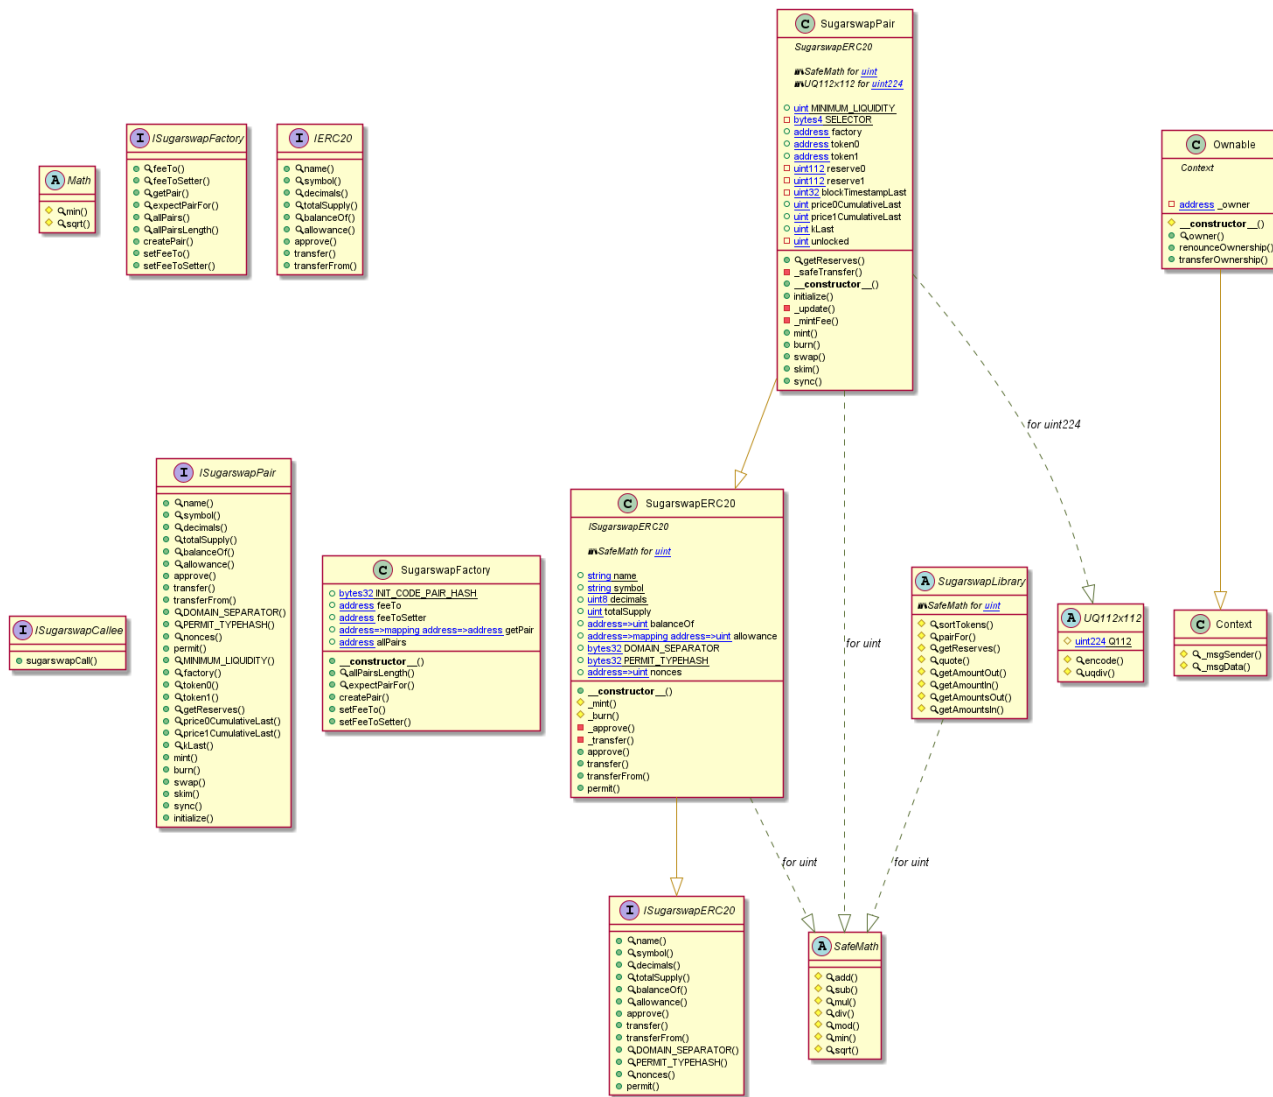 A Math
min()
sqrt()
I ISugarswapFactory
feeTo()
feeToSetter()
getPair()
expectPairFor()
allPairs()
allPairsLength()
createPair()
setFeeTo()
setFeeToSetter()
I IERC20
name()
symbol()
decimals()
totalSupply()
balanceOf()
allowance()
approve()
transfer()
transferFrom()
C SugarswapPair
SugarswapERC20
SafeMath for uint
UQ112x112 for uint224
uint MINIMUM_LIQUIDITY
bytes4 SELECTOR
address factory
address token0
address token1
uint112 reserve0
uint112 reserve1
uint32 blockTimestampLast
uint price0CumulativeLast
uint price1CumulativeLast
uint kLast
uint unlocked
getReserves()
_safeTransfer()
__constructor__()
initialize()
_update()
_mintFee()
mint()
burn()
swap()
skim()
sync()
C Ownable
Context
address _owner
__constructor__()
owner()
renounceOwnership()
transferOwnership()
for uint224
I ISugarswapCallee
sugarswapCall()
I ISugarswapPair
name()
symbol()
decimals()
totalSupply()
balanceOf()
allowance()
approve()
transfer()
transferFrom()
DOMAIN_SEPARATOR()
PERMIT_TYPEHASH()
nonces()
permit()
MINIMUM_LIQUIDITY()
factory()
token0()
token1()
getReserves()
price0CumulativeLast()
price1CumulativeLast()
kLast()
mint()
burn()
swap()
skim()
sync()
initialize()
C SugarswapFactory
bytes32 INIT_CODE_PAIR_HASH
address feeTo
address feeToSetter
address=>mapping address=>address getPair
address allPairs
__constructor__()
allPairsLength()
expectPairFor()
createPair()
setFeeTo()
setFeeToSetter()
C SugarswapERC20
ISugarswapERC20
SafeMath for uint
string name
string symbol
uint8 decimals
uint totalSupply
address=>uint balanceOf
address=>mapping address=>uint allowance
bytes32 DOMAIN_SEPARATOR
bytes32 PERMIT_TYPEHASH
address=>uint nonces
__constructor__()
_mint()
_burn()
_approve()
_transfer()
approve()
transfer()
transferFrom()
permit()
for uint
A SugarswapLibrary
SafeMath for uint
sortTokens()
pairFor()
getReserves()
quote()
getAmountOut()
getAmountIn()
getAmountsOut()
getAmountsIn()
A UQ112x112
uint224 Q112
encode()
uqdiv()
C Context
_msgSender()
_msgData()
for uint
for uint
I ISugarswapERC20
name()
symbol()
decimals()
totalSupply()
balanceOf()
allowance()
approve()
transfer()
transferFrom()
DOMAIN_SEPARATOR()
PERMIT_TYPEHASH()
nonces()
permit()
A SafeMath
add()
sub()
mul()
div()
mod()
min()
sqrt()